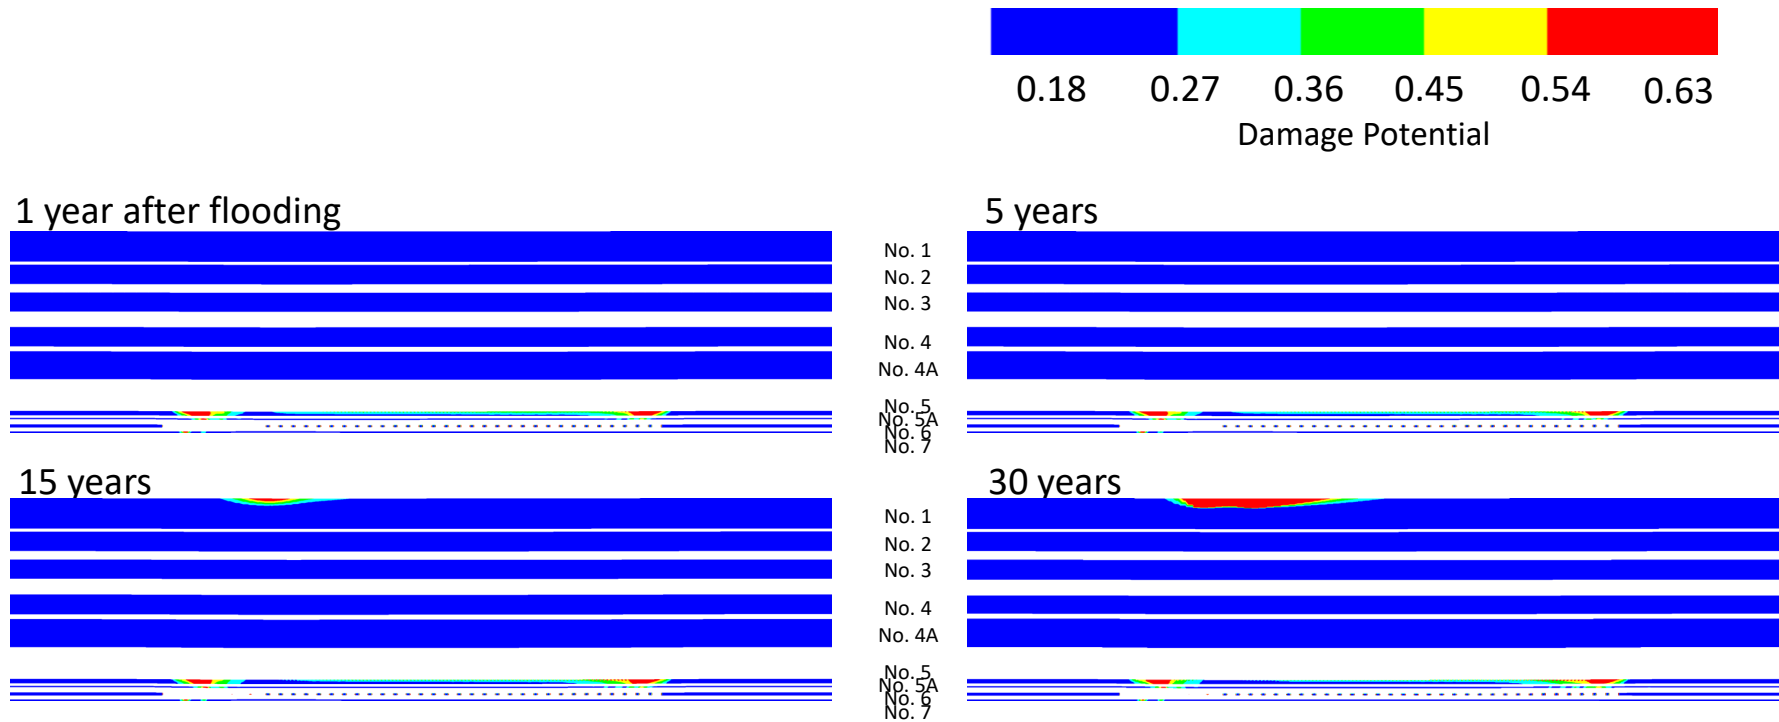 0.18 0.27 0.36 0.45 0.54 0.63
Damage Potential
1 year after flooding
5 years
No. 1
No. 2
No. 3
No. 4
No. 4A
No. 5
No. 5A
No. 6
No. 7
15 years
30 years
No. 1
No. 2
No. 3
No. 4
No. 4A
No. 5
No. 5A
No. 6
No. 7